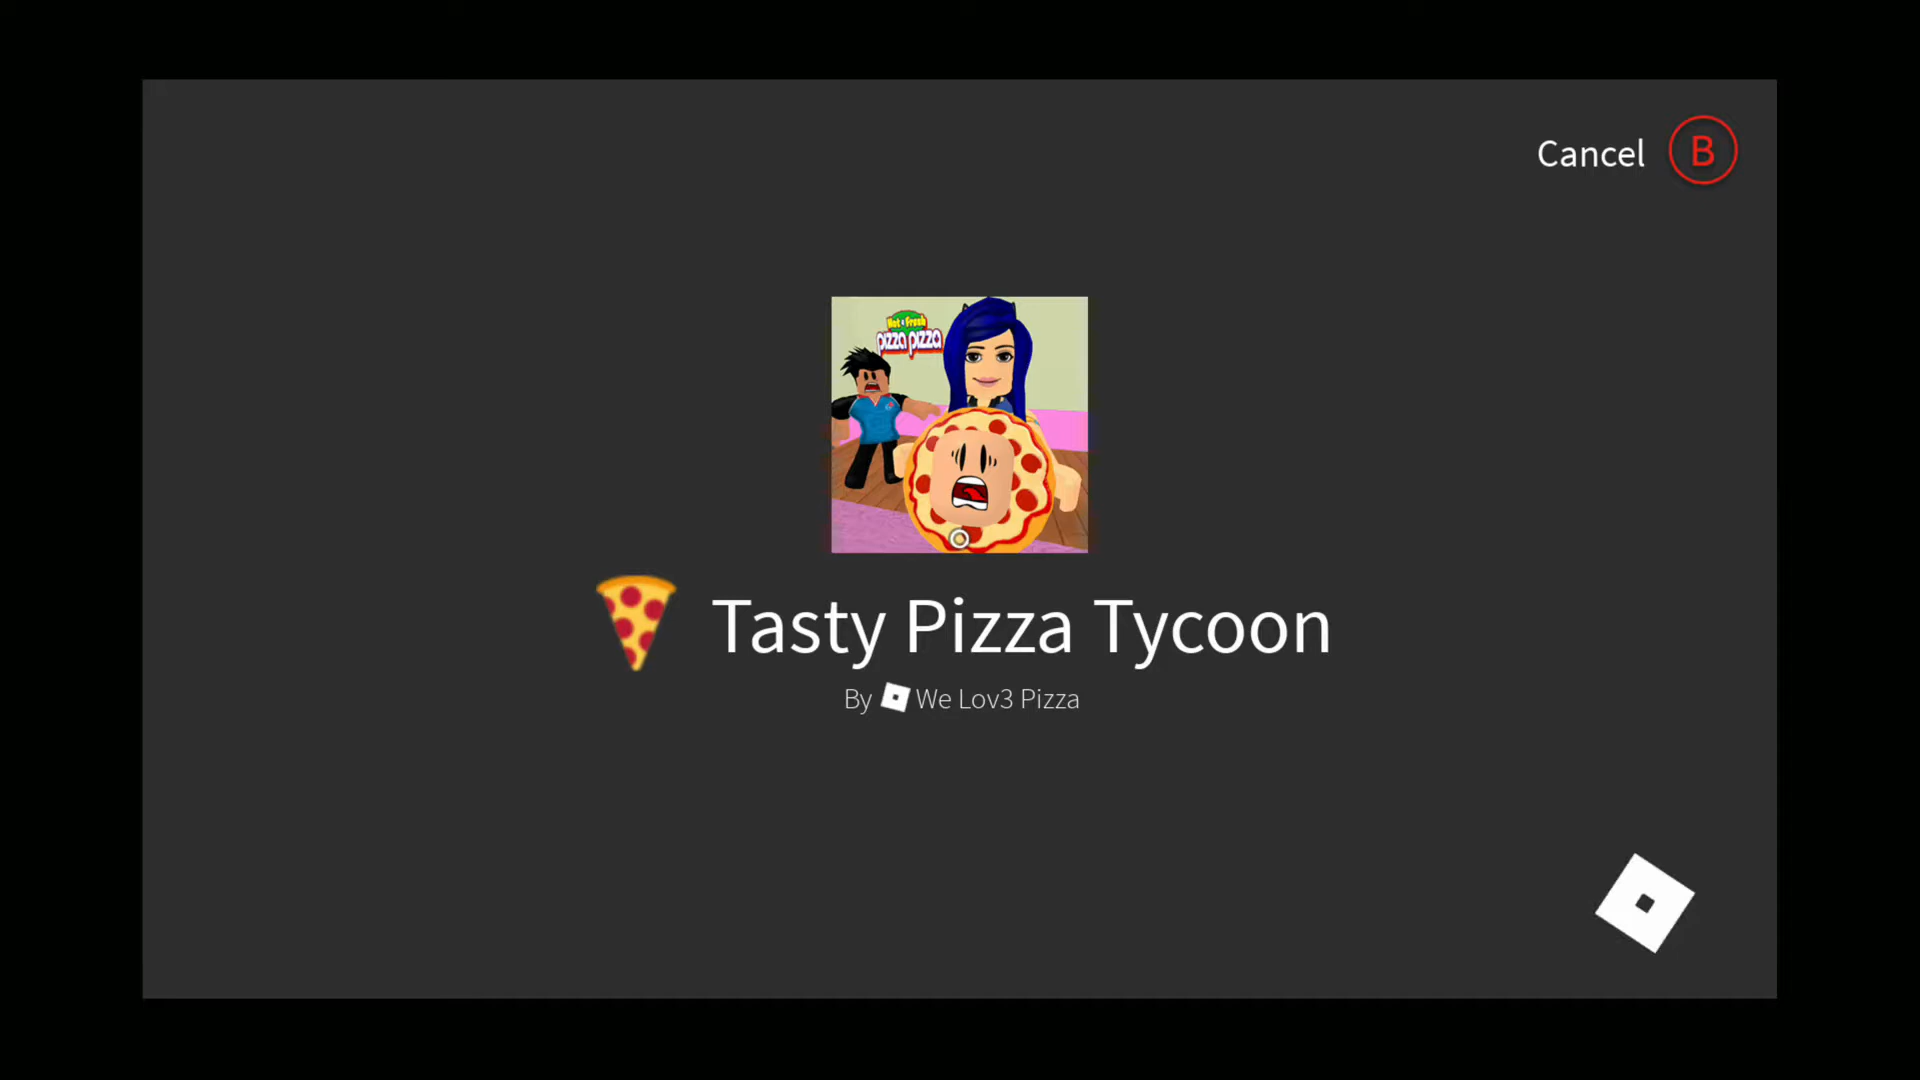 Cancel B
Hot & Fresh
pizza pizza
Tasty Pizza Tycoon
By We Lov3 Pizza